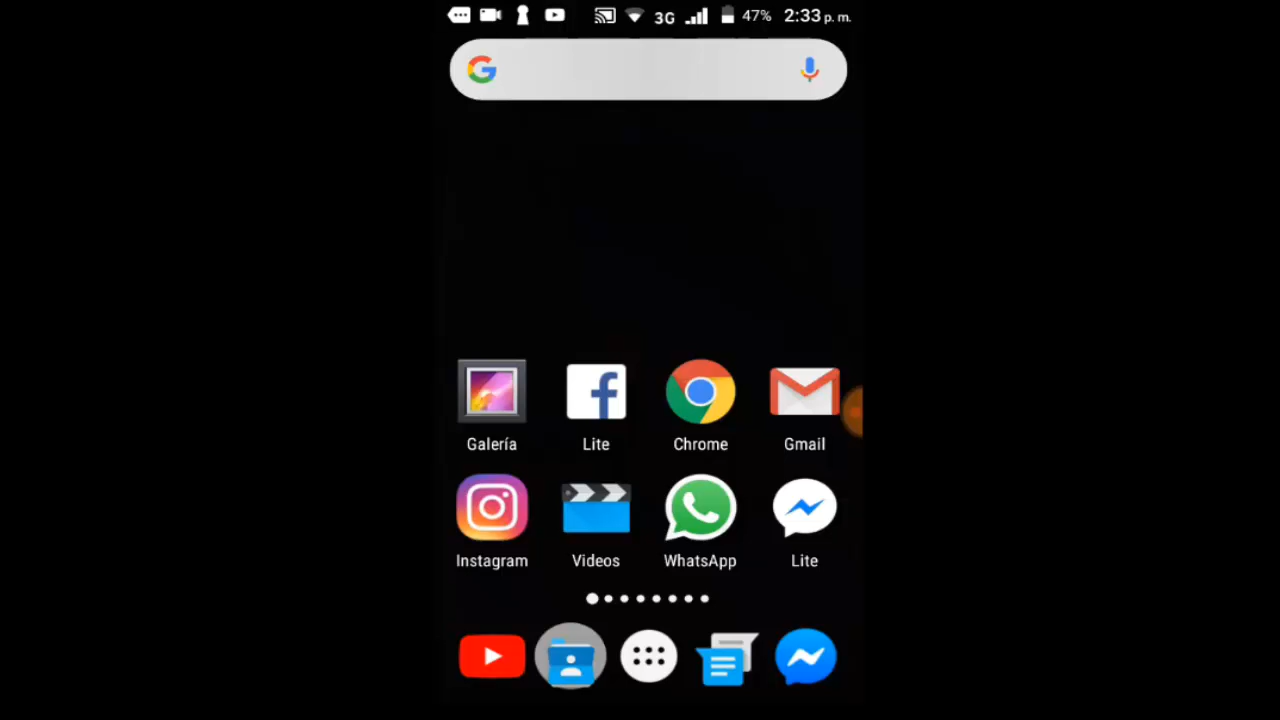 3G 47% 2:33 p. m.
Galería Lite Chrome Gmail
Instagram Videos WhatsApp Lite